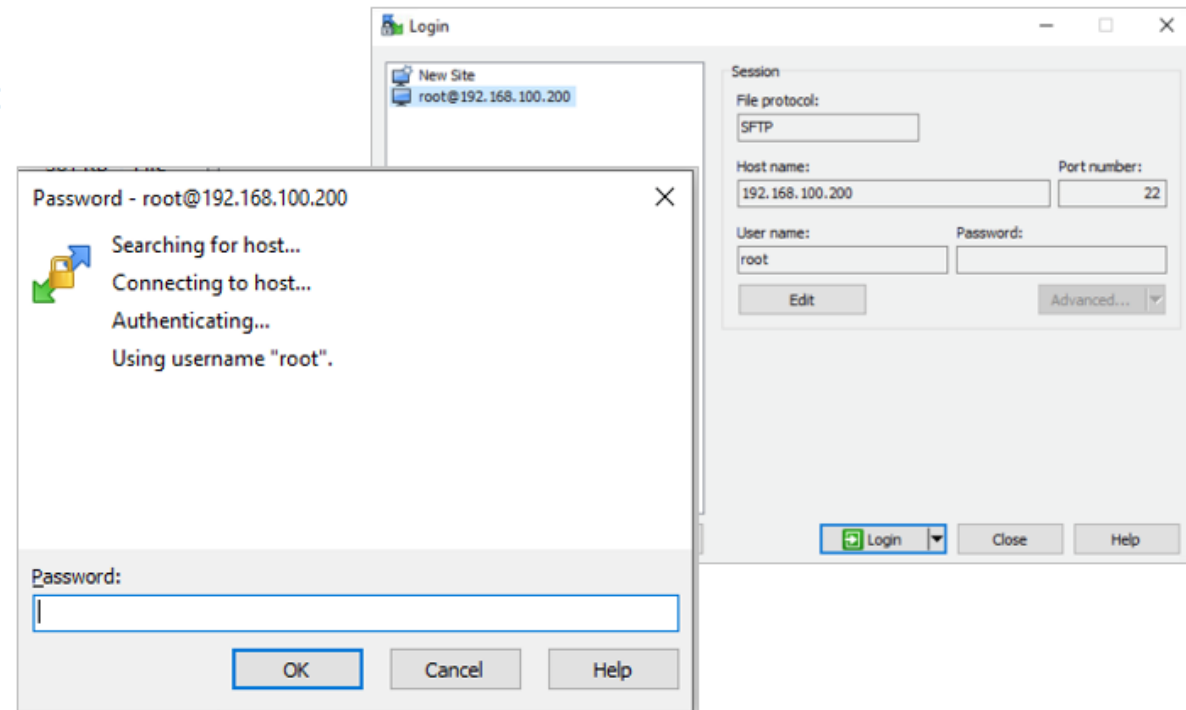 Login
New Site
root@192.168.100.200
Session
File protocol:
SFTP
Host name:
Port number:
192.168.100.200
22
User name:
Password:
root
Edit
Advanced...
Login
Close
Help
Password - root@192.168.100.200
Searching for host...
Connecting to host...
Authenticating...
Using username "root".
Password:
OK
Cancel
Help